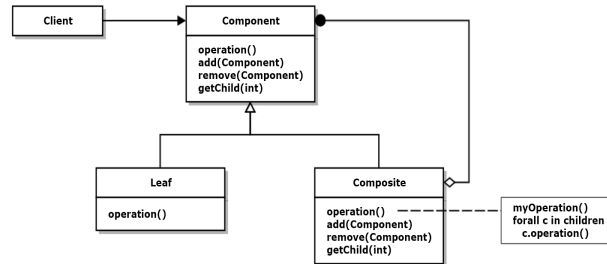 Client
Component
operation()
add(Component)
remove(Component)
getChild(int)
Leaf
operation()
Composite
operation()
add(Component)
remove(Component)
getChild(int)
myOperation()
forall c in children
c.operation()